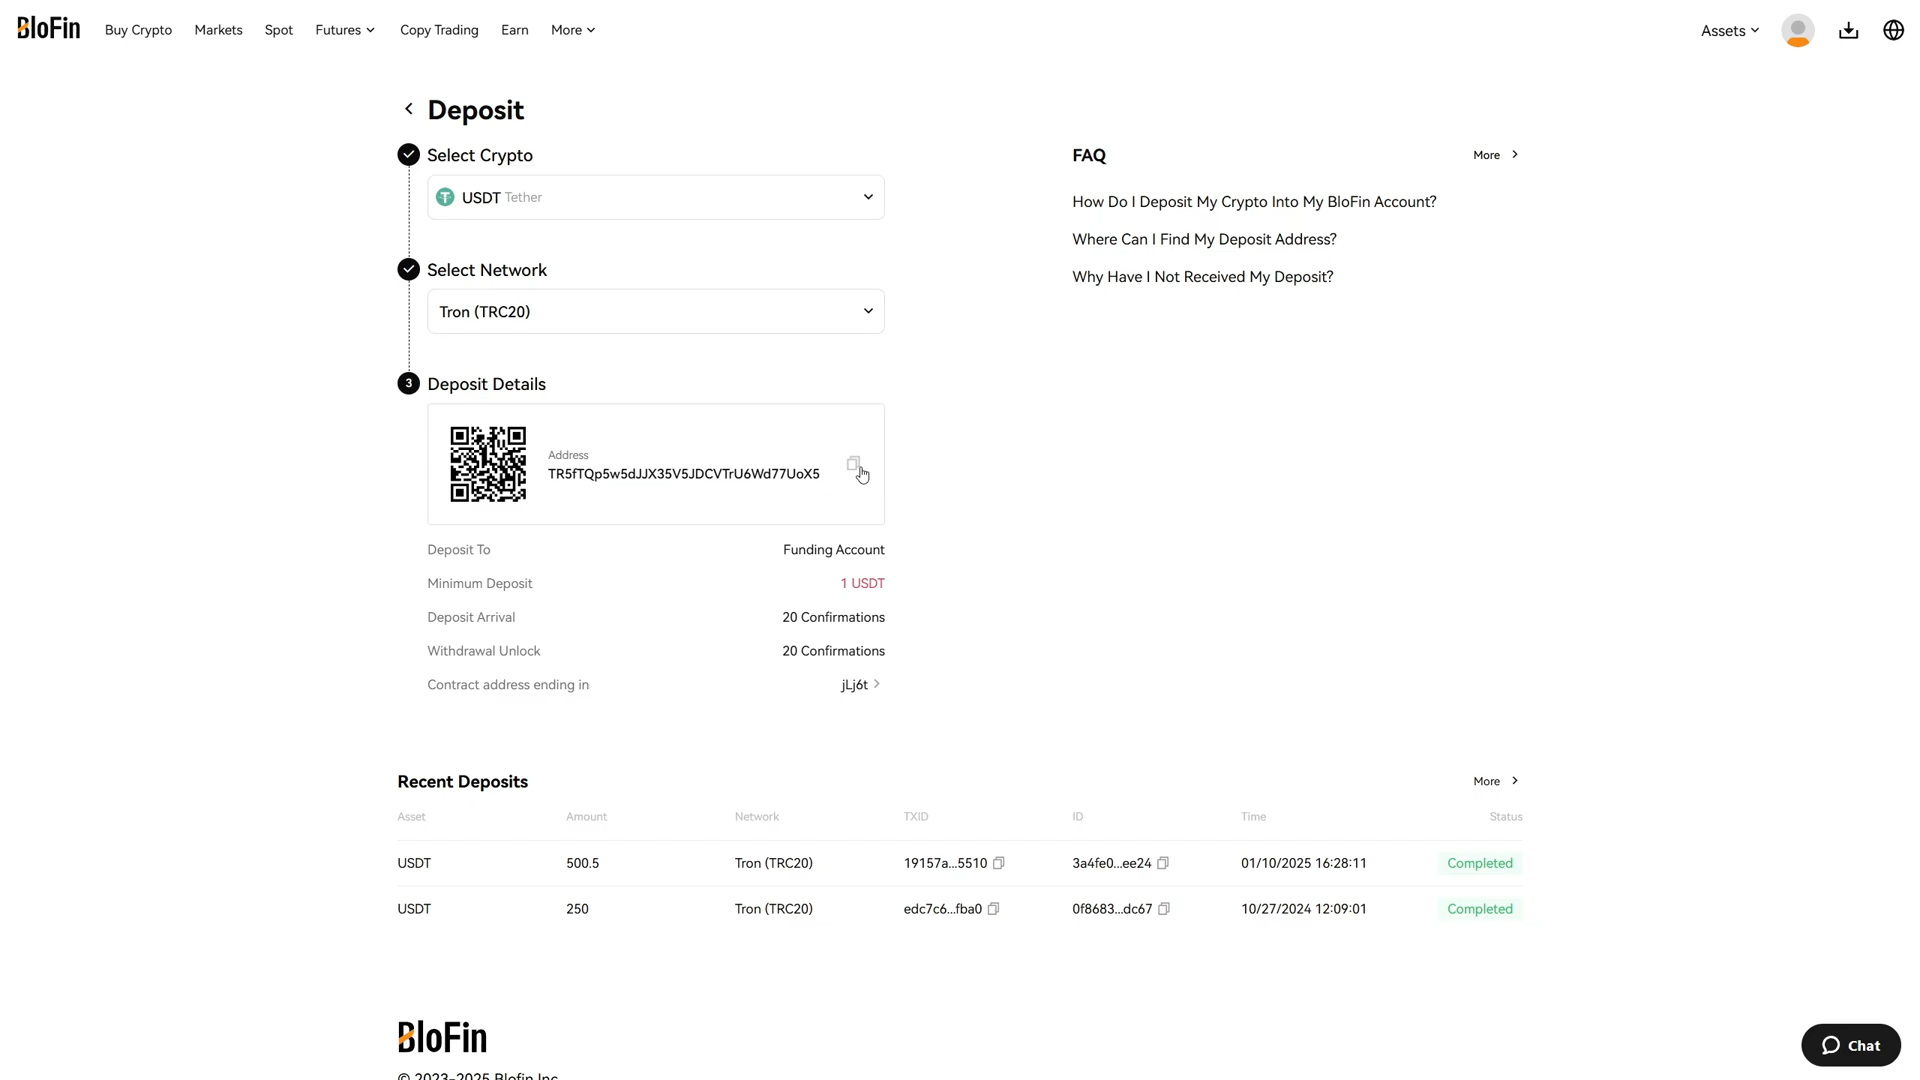 BloFin
Buy Crypto
Markets
Spot
Futures
Copy Trading
Earn
More
Assets
Deposit
Select Crypto
USDT Tether
Select Network
Tron (TRC20)
3 Deposit Details
Address
TR5fTQp5w5dJJX35V5JDCVTrU6Wd77UoX5
Deposit To Funding Account
Minimum Deposit 1 USDT
Deposit Arrival 20 Confirmations
Withdrawal Unlock 20 Confirmations
Contract address ending in jLj6t
FAQ More
How Do I Deposit My Crypto Into My BloFin Account?
Where Can I Find My Deposit Address?
Why Have I Not Received My Deposit?
Recent Deposits More
Asset Amount Network TXID ID Time Status
USDT 500.5 Tron (TRC20) 19157a...5510 3a4fe0...ee24 01/10/2025 16:28:11 Completed
USDT 250 Tron (TRC20) edc7c6...fba0 0f8683...dc67 10/27/2024 12:09:01 Completed
BloFin
© 2023-2025 Blofin Inc
Chat